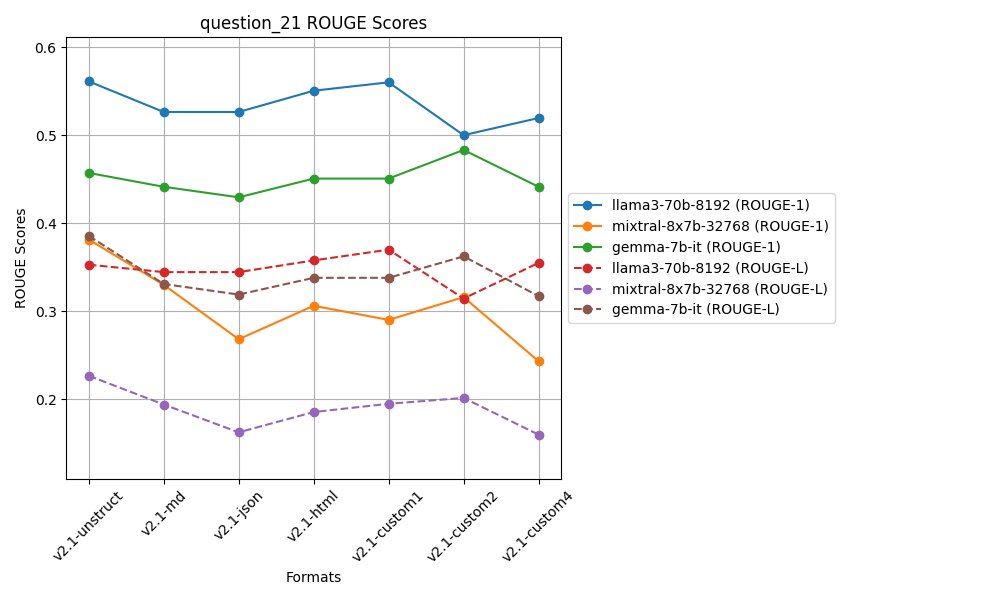 question_21 ROUGE Scores
ROUGE Scores
0.6
0.5
0.4
0.3
0.2
v2.1-unstruct
v2.1-md
v2.1-json
v2.1-html
v2.1-custom1
v2.1-custom2
v2.1-custom4
Formats
llama3-70b-8192 (ROUGE-1)
mixtral-8x7b-32768 (ROUGE-1)
gemma-7b-it (ROUGE-1)
llama3-70b-8192 (ROUGE-L)
mixtral-8x7b-32768 (ROUGE-L)
gemma-7b-it (ROUGE-L)